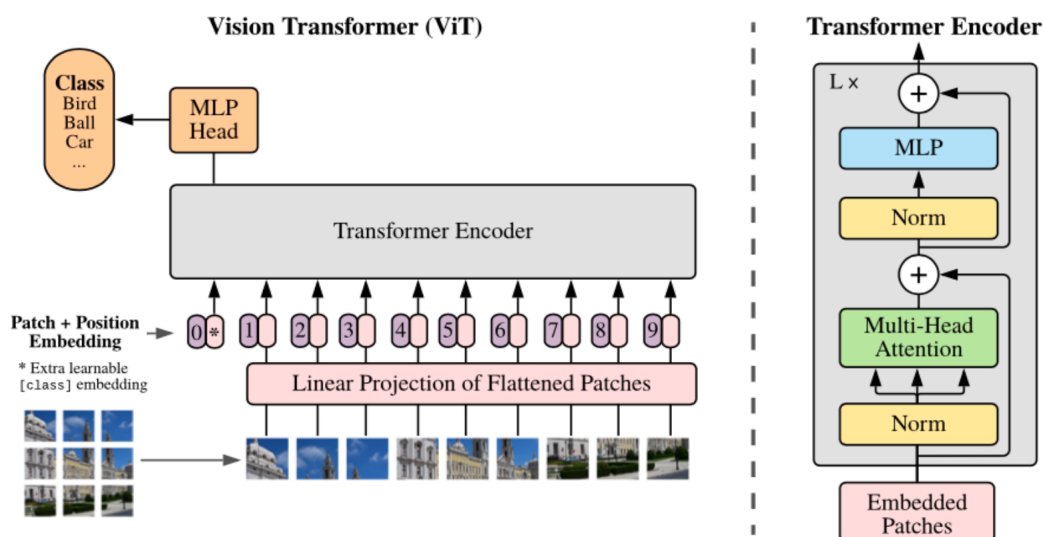 Vision Transformer (ViT)
Class
Bird
Ball
Car
...
MLP
Head
Transformer Encoder
Patch + Position
Embedding
0 * 1 2 3 4 5 6 7 8 9
* Extra learnable
[class] embedding
Linear Projection of Flattened Patches
Transformer Encoder
L ×
+
MLP
Norm
+
Multi-Head
Attention
Norm
Embedded
Patches